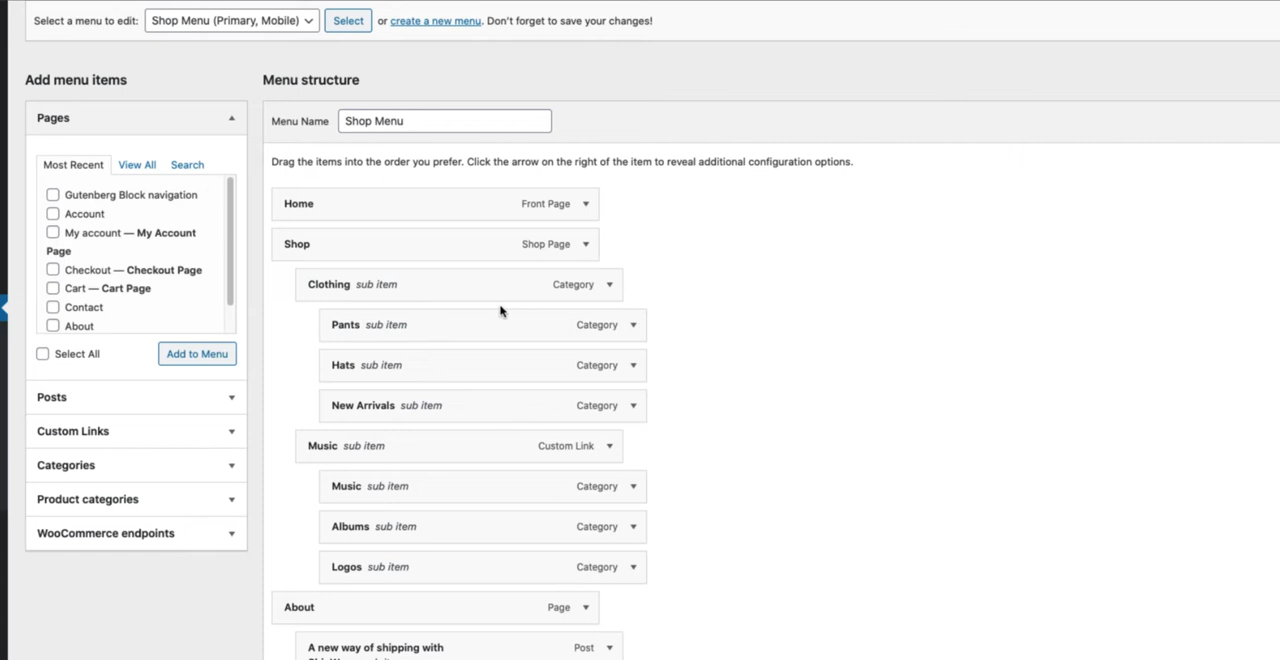 Select a menu to edit: Shop Menu (Primary, Mobile) Select or create a new menu. Don't forget to save your changes!
Add menu items
Menu structure
Pages
Menu Name Shop Menu
Most Recent View All Search
Drag the items into the order you prefer. Click the arrow on the right of the item to reveal additional configuration options.
Gutenberg Block navigation
Account
My account — My Account
Page
Checkout — Checkout Page
Cart — Cart Page
Contact
About
Select All Add to Menu
Posts
Custom Links
Categories
Product categories
WooCommerce endpoints
Home Front Page
Shop Shop Page
Clothing sub item Category
Pants sub item Category
Hats sub item Category
New Arrivals sub item Category
Music sub item Custom Link
Music sub item Category
Albums sub item Category
Logos sub item Category
About Page
A new way of shipping with Post